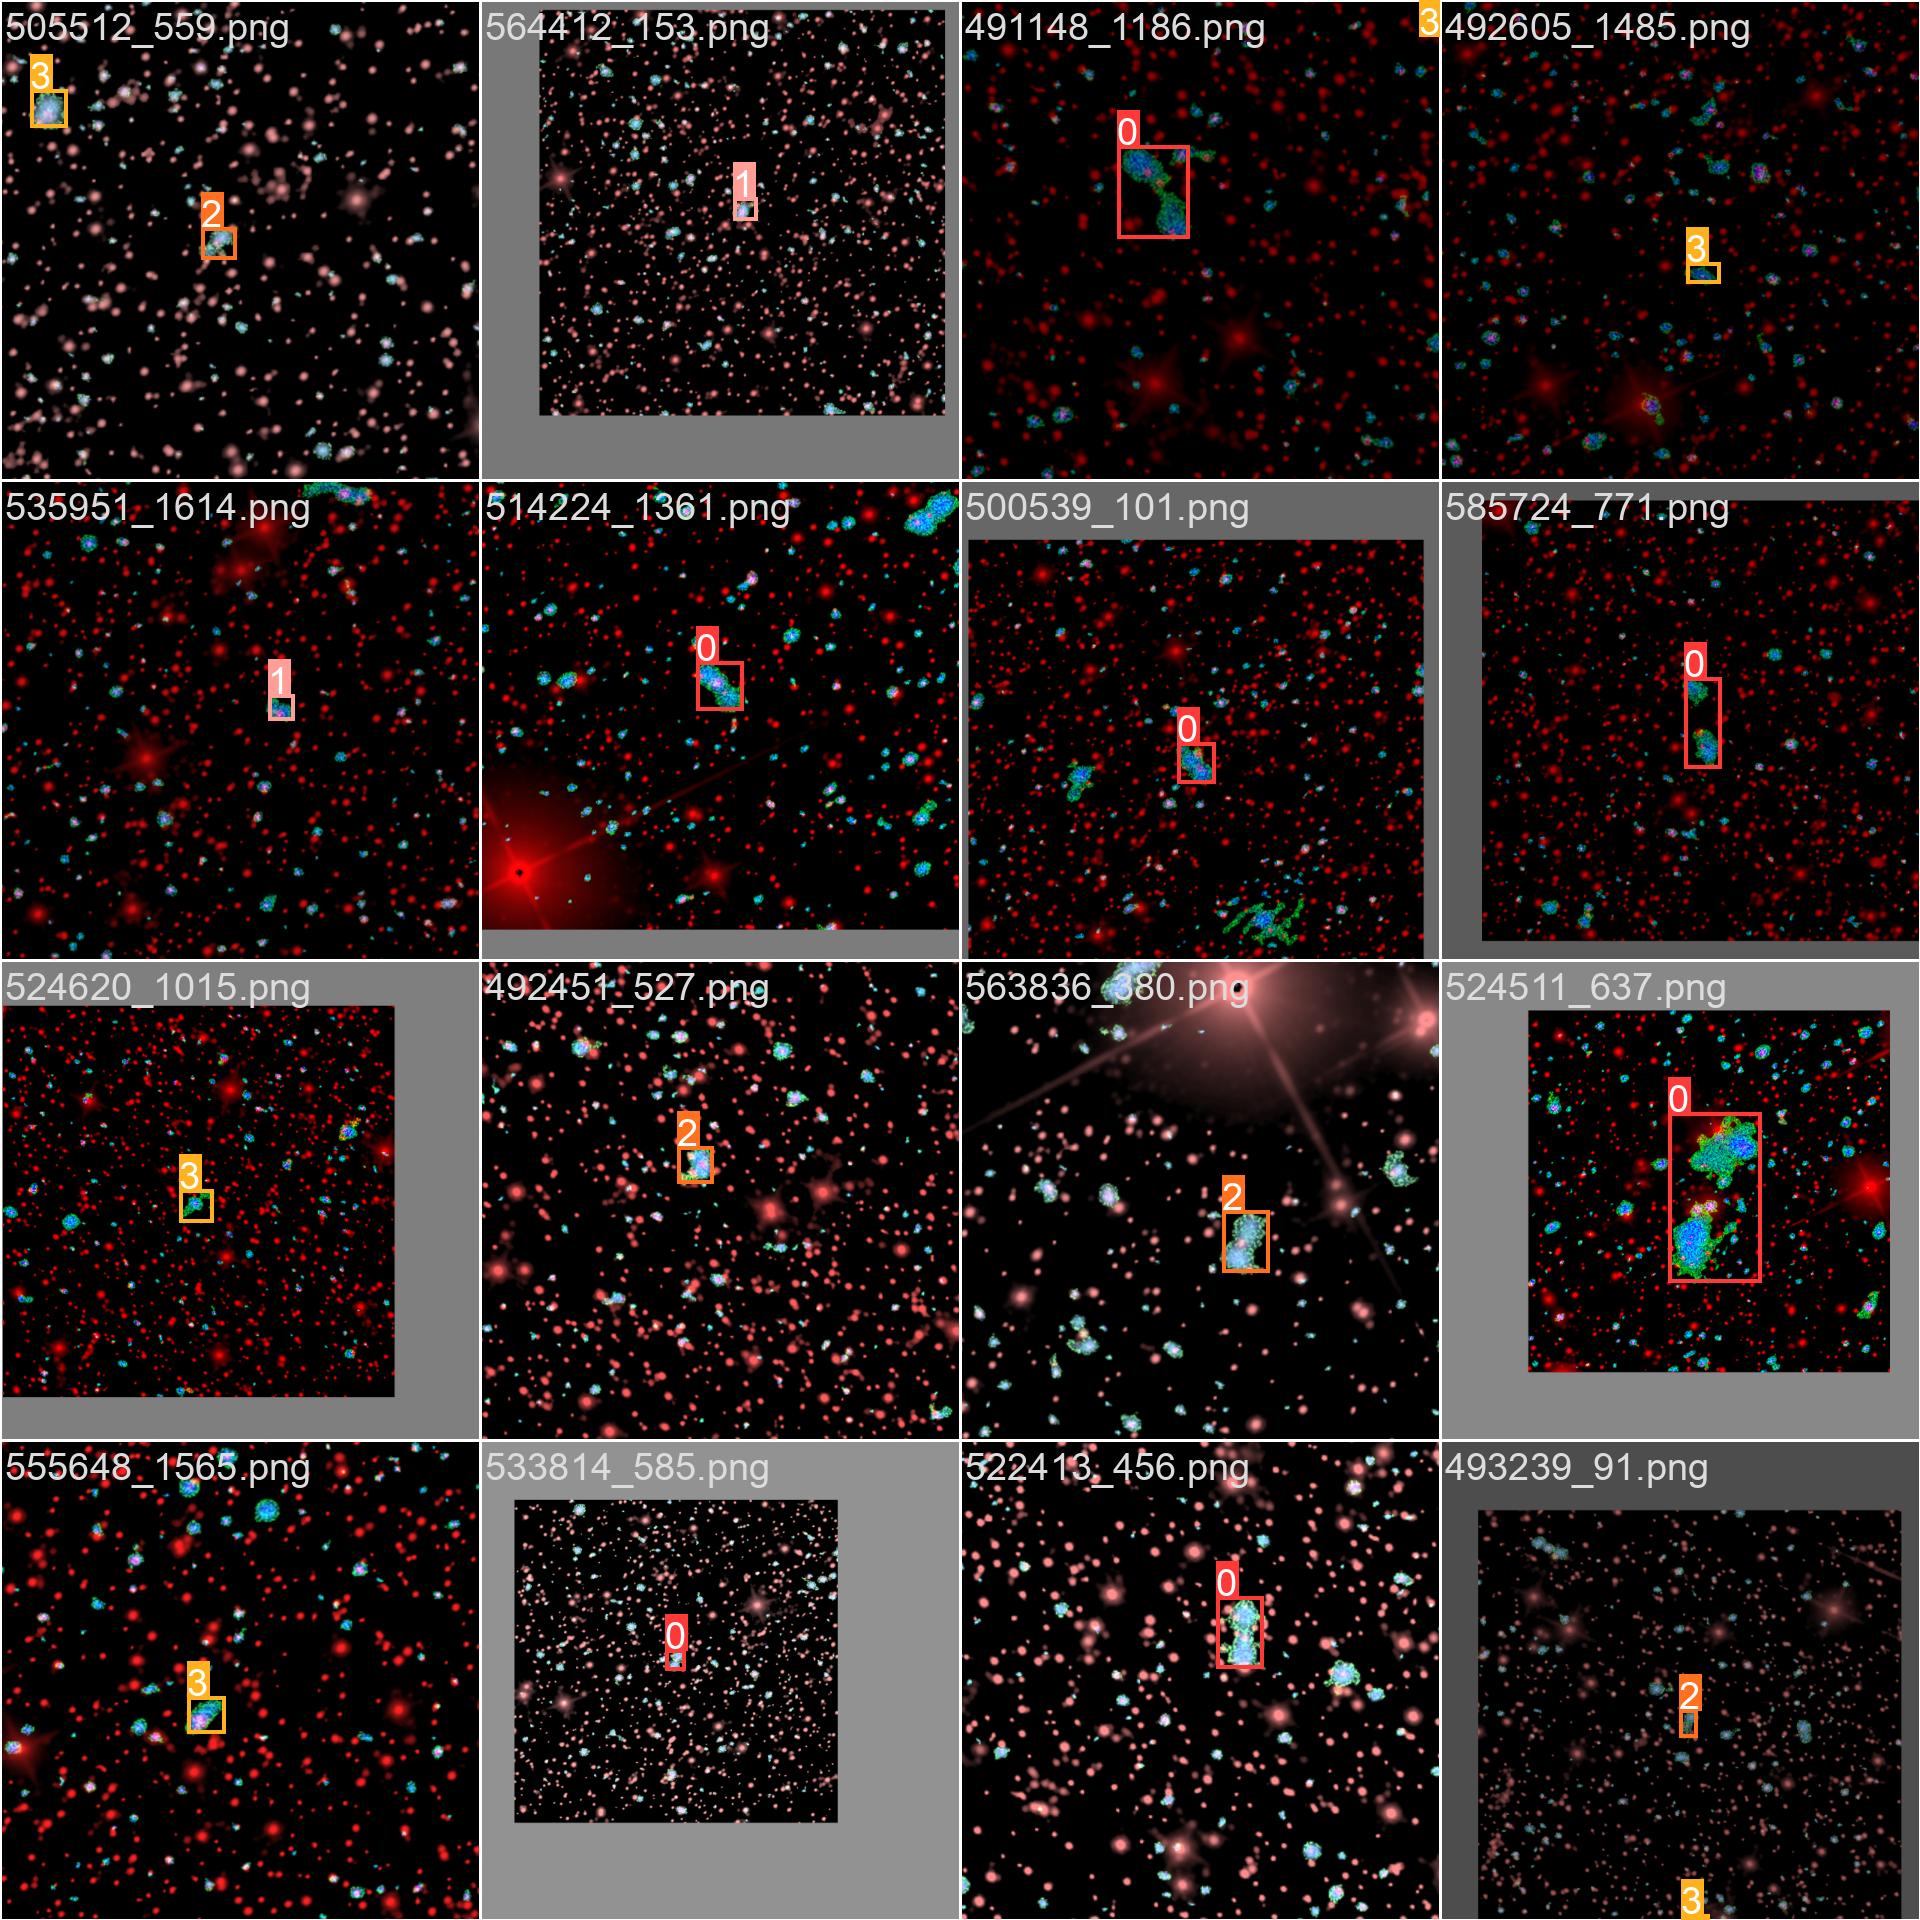 505512_559.png
3
2
564412_153.png
1
491148_1186.png
3
0
492605_1485.png
3
535951_1614.png
1
514224_1361.png
0
500539_101.png
0
585724_771.png
0
524620_1015.png
3
492451_527.png
2
563836_380.png
2
524511_637.png
0
555648_1565.png
3
533814_585.png
0
522413_456.png
0
493239_91.png
2
3